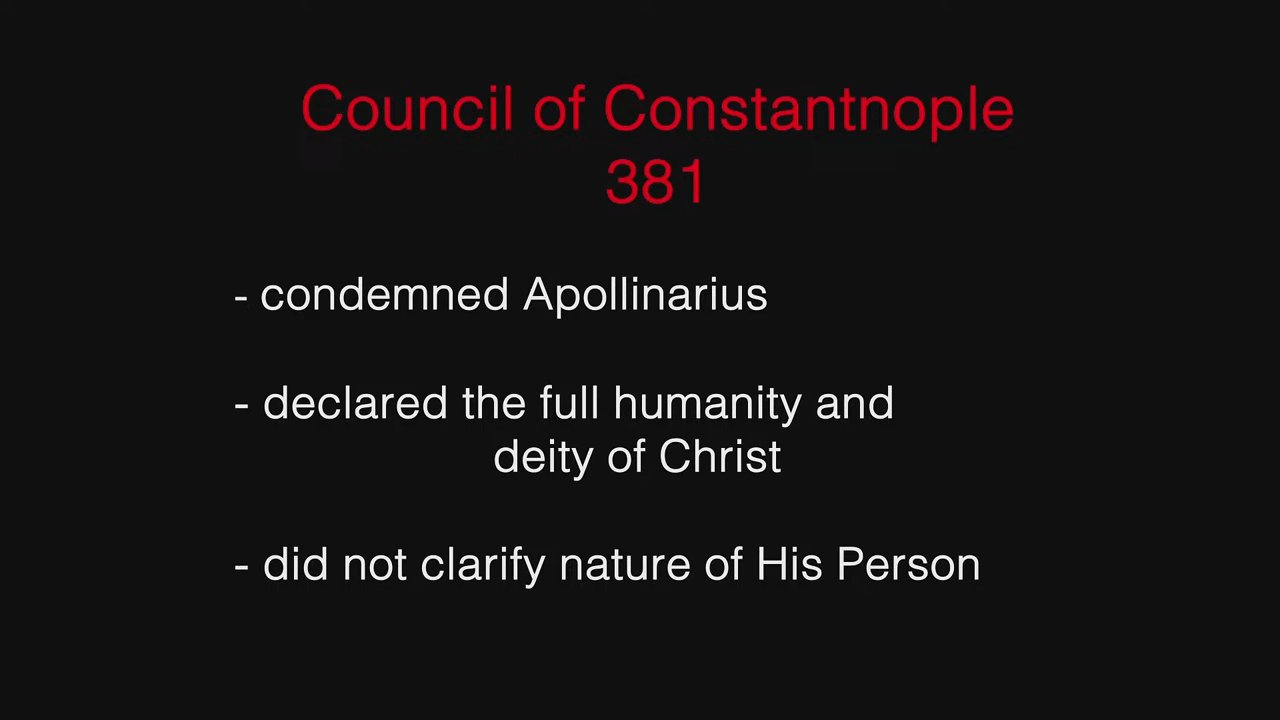 Council of Constantnople
381
- condemned Apollinarius
- declared the full humanity and
deity of Christ
- did not clarify nature of His Person